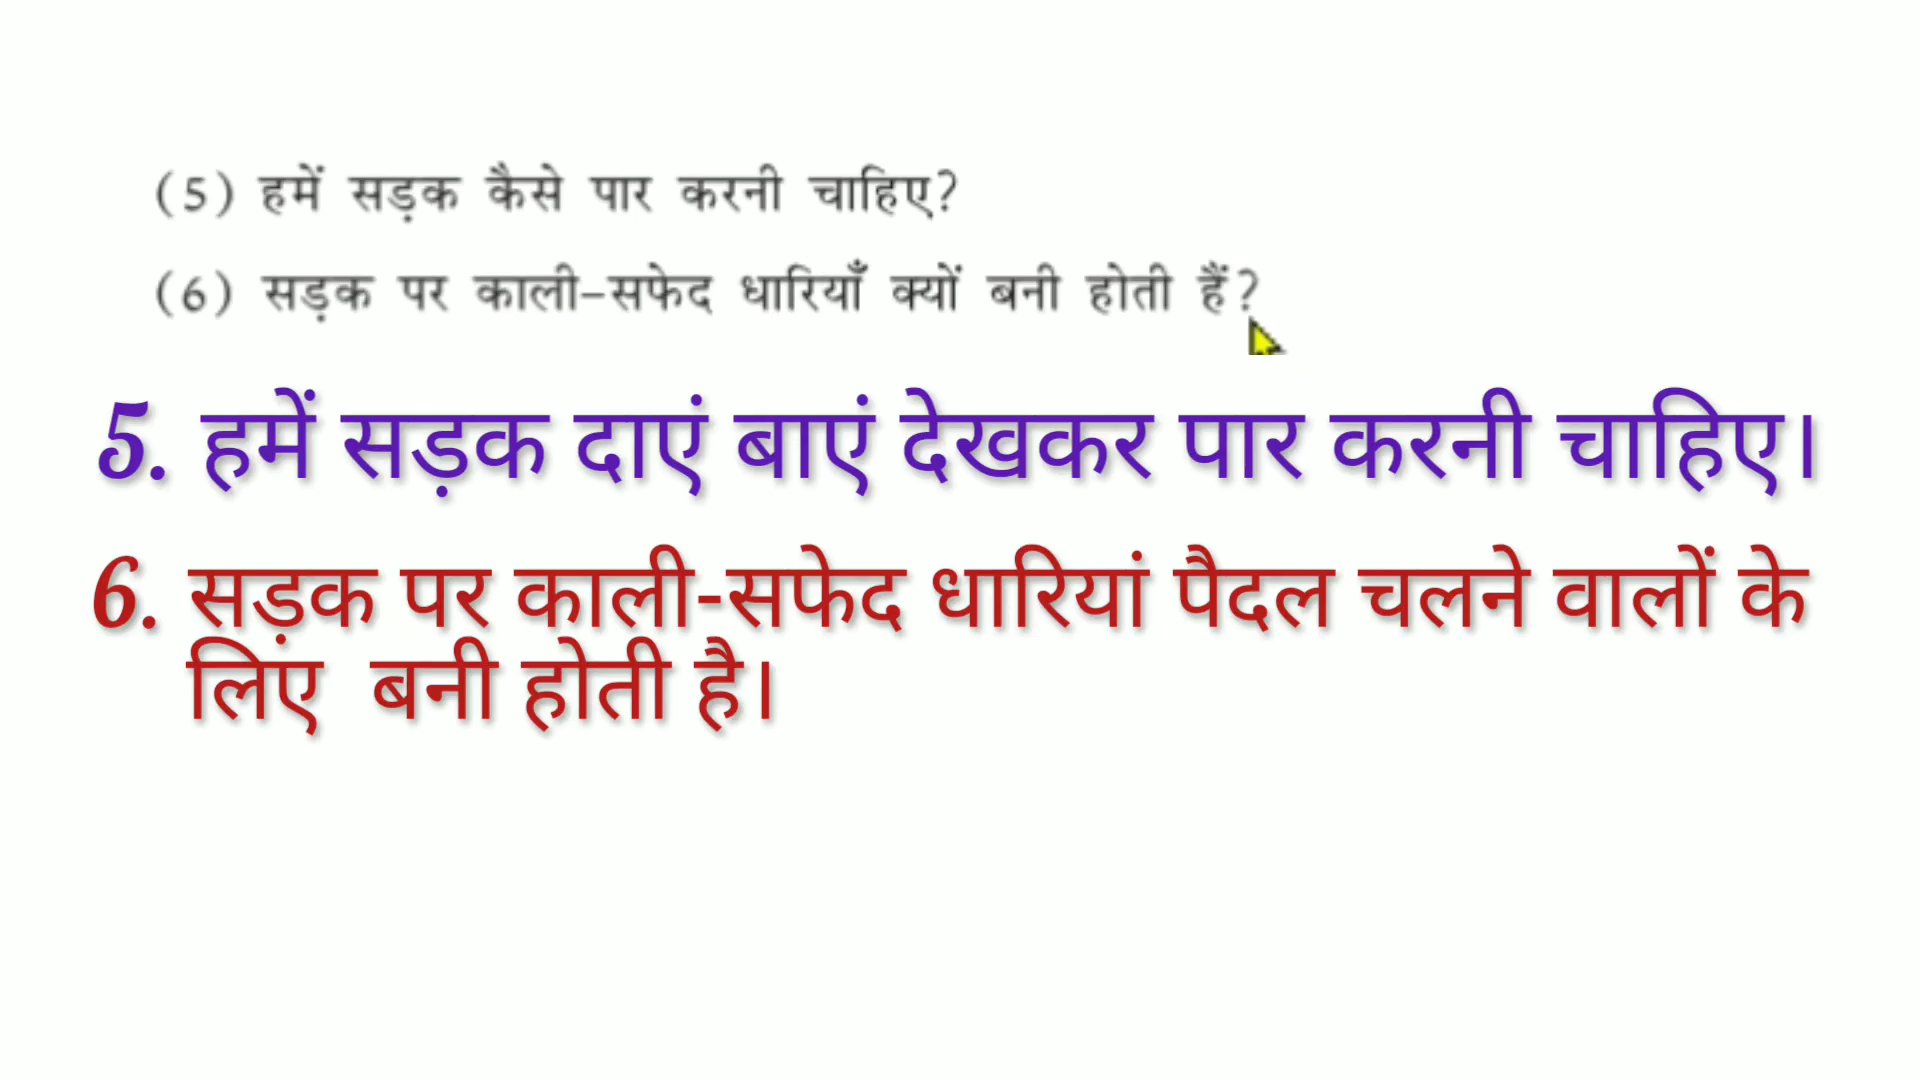 (5) हमें सड़क कैसे पार करनी चाहिए?
(6) सड़क पर काली-सफेद धारियाँ क्यों बनी होती हैं?
5. हमें सड़क दाएं बाएं देखकर पार करनी चाहिए।
6. सड़क पर काली-सफेद धारियां पैदल चलने वालों के
लिए बनी होती है।